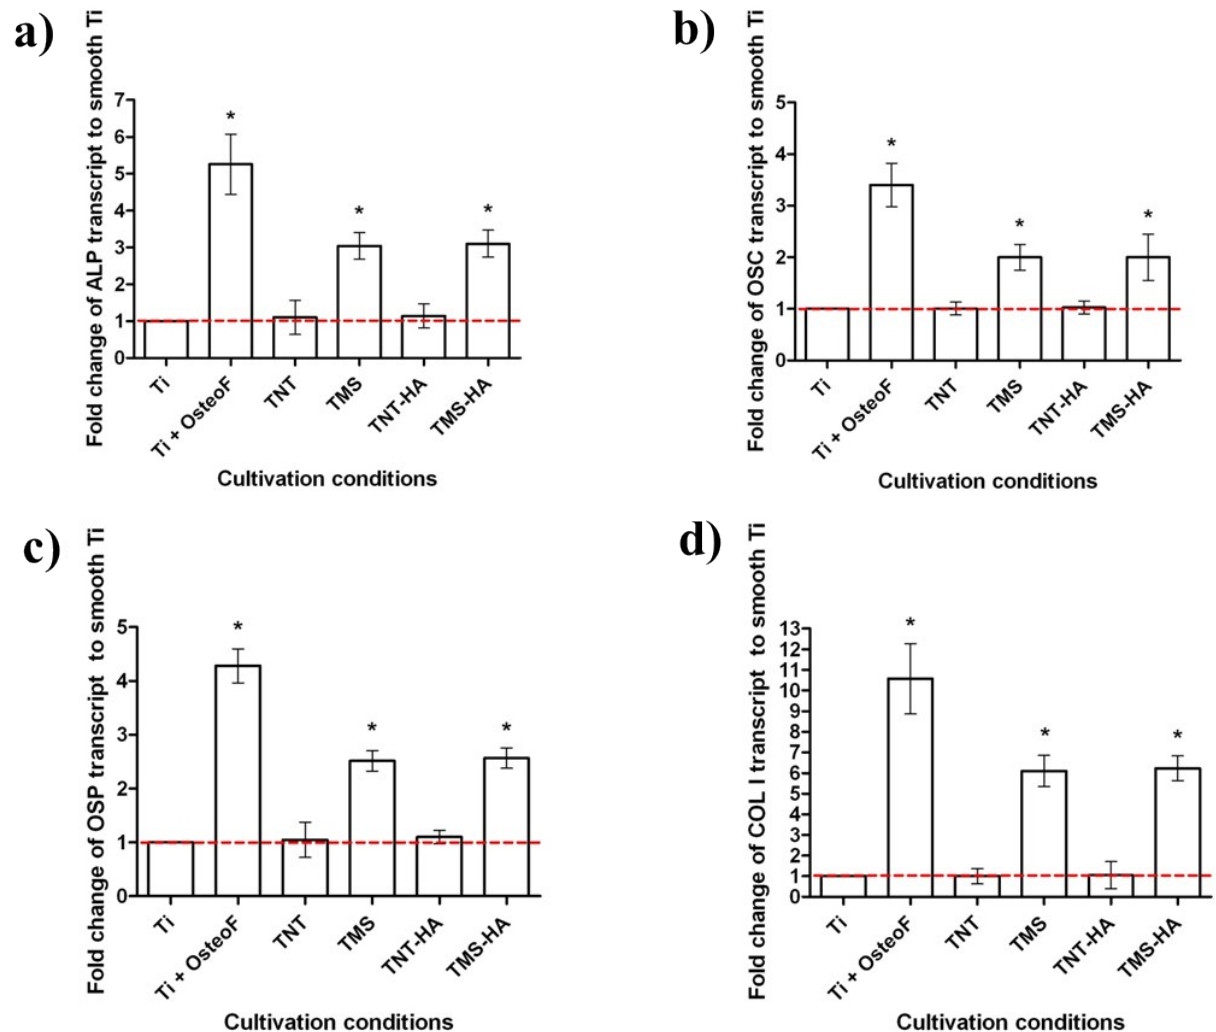 a)
Fold change of ALP transcript to smooth Ti
7
6
5
4
3
2
1
0
*
*
*
Ti
Ti + OsteoF
TNT
TMS
TNT-HA
TMS-HA
Cultivation conditions
b)
Fold change of OSC transcript to smooth Ti
5
4
3
2
1
0
*
*
*
Ti
Ti + OsteoF
TNT
TMS
TNT-HA
TMS-HA
Cultivation conditions
c)
Fold change of OSP transcript to smooth Ti
5
4
3
2
1
0
*
*
*
Ti
Ti + OsteoF
TNT
TMS
TNT-HA
TMS-HA
Cultivation conditions
d)
Fold change of COL I transcript to smooth Ti
13
12
11
10
9
8
7
6
5
4
3
2
1
0
*
*
*
Ti
Ti + OsteoF
TNT
TMS
TNT-HA
TMS-HA
Cultivation conditions